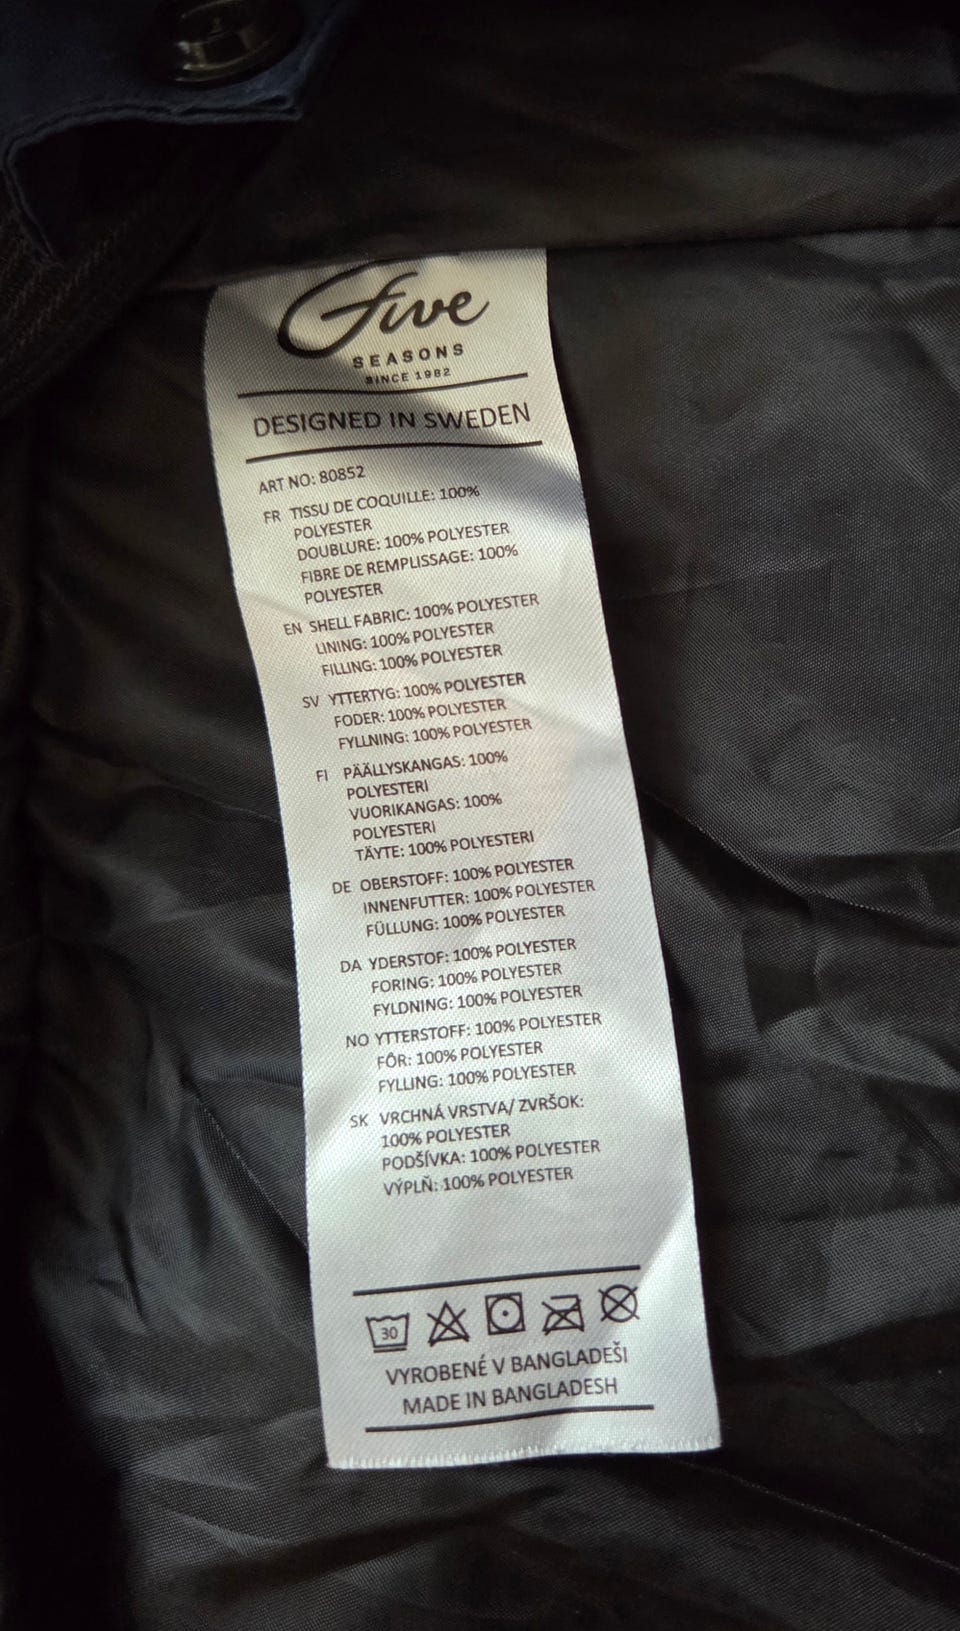 Five
SEASONS
SINCE 1982
DESIGNED IN SWEDEN
ART NO: 80852
FR TISSU DE COQUILLE: 100%
POLYESTER
DOUBLURE: 100% POLYESTER
FIBRE DE REMPLISSAGE: 100%
POLYESTER
EN SHELL FABRIC: 100% POLYESTER
LINING: 100% POLYESTER
FILLING: 100% POLYESTER
SV YTTERTYG: 100% POLYESTER
FODER: 100% POLYESTER
FYLLNING: 100% POLYESTER
FI PÄÄLLYSKANGAS: 100%
POLYESTERI
VUORIKANGAS: 100%
POLYESTERI
TÄYTE: 100% POLYESTERI
DE OBERSTOFF: 100% POLYESTER
INNENFUTTER: 100% POLYESTER
FÜLLUNG: 100% POLYESTER
DA YDERSTOF: 100% POLYESTER
FORING: 100% POLYESTER
FYLDNING: 100% POLYESTER
NO YTTERSTOFF: 100% POLYESTER
FÔR: 100% POLYESTER
FYLLING: 100% POLYESTER
SK VRCHNÁ VRSTVA/ ZVRŠOK:
100% POLYESTER
PODŠÍVKA: 100% POLYESTER
VÝPLŇ: 100% POLYESTER
30
VYROBENÉ V BANGLADEŠI
MADE IN BANGLADESH